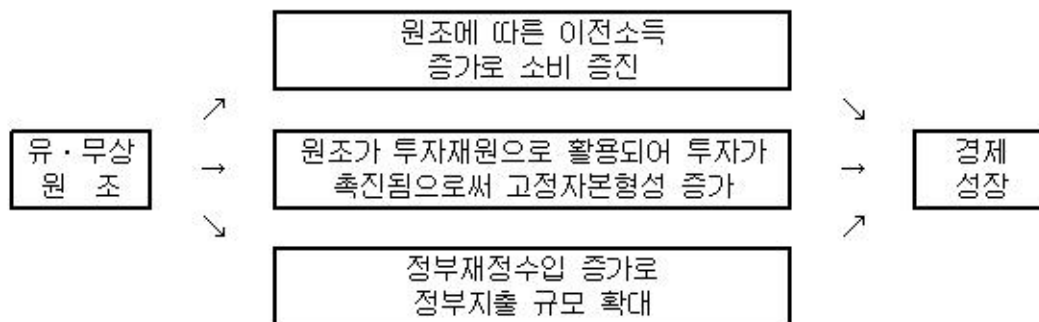 원조에 따른 이전소득
증가로 소비 증진
↗ ↘
유·무상
원 조
→
원조가 투자재원으로 활용되어 투자가
촉진됨으로써 고정자본형성 증가
→
경제
성장
↘ ↗
정부재정수입 증가로
정부지출 규모 확대